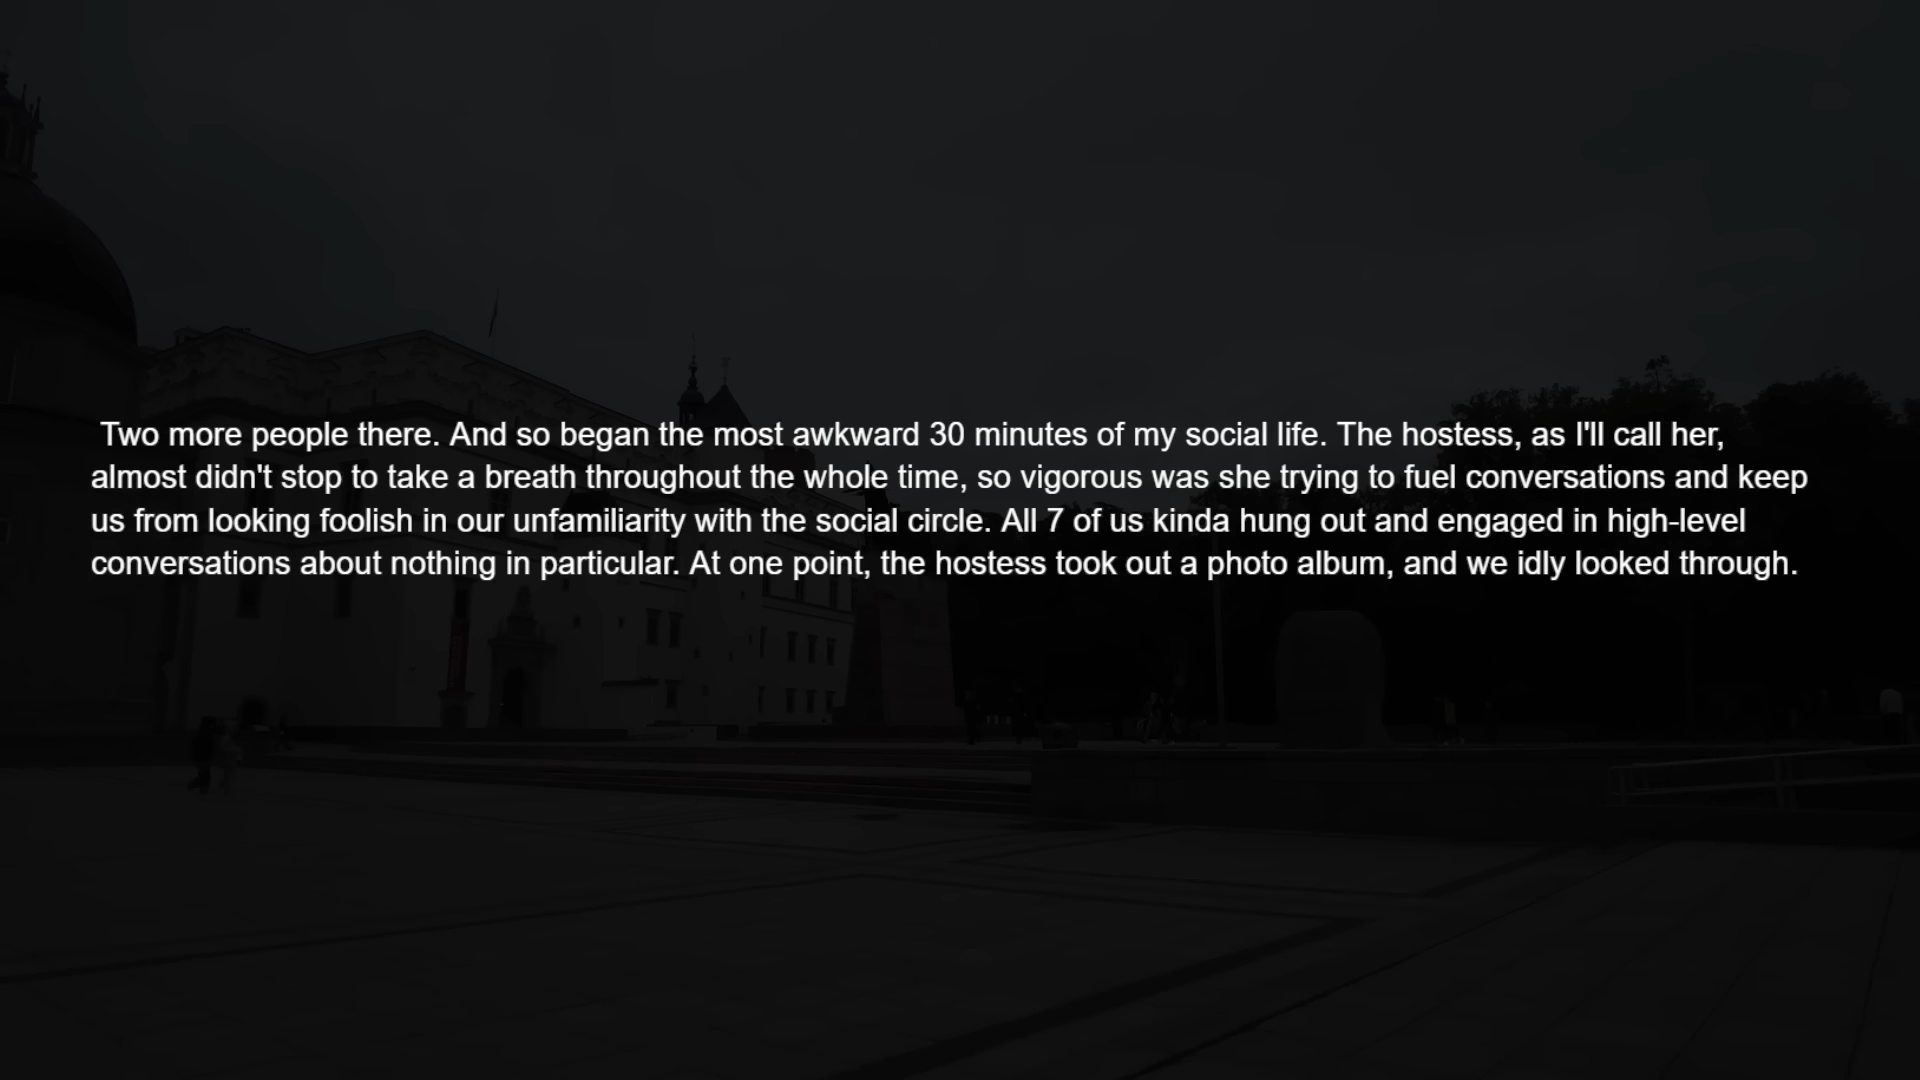 Two more people there. And so began the most awkward 30 minutes of my social life. The hostess, as I'll call her,
almost didn't stop to take a breath throughout the whole time, so vigorous was she trying to fuel conversations and keep
us from looking foolish in our unfamiliarity with the social circle. All 7 of us kinda hung out and engaged in high-level
conversations about nothing in particular. At one point, the hostess took out a photo album, and we idly looked through.